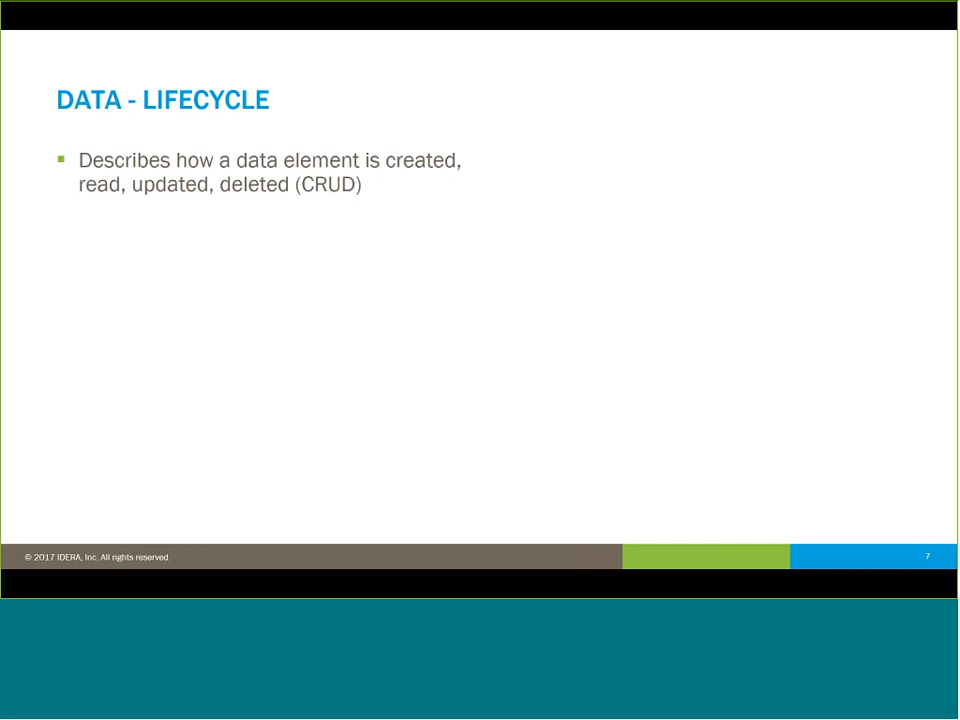 DATA - LIFECYCLE
▪ Describes how a data element is created,
read, updated, deleted (CRUD)
© 2017 IDERA, Inc. All rights reserved.
7